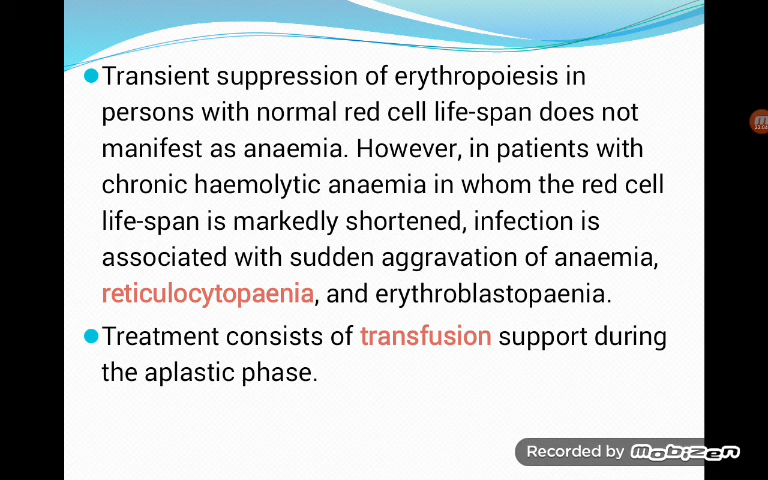 Transient suppression of erythropoiesis in
persons with normal red cell life-span does not
manifest as anaemia. However, in patients with
chronic haemolytic anaemia in whom the red cell
life-span is markedly shortened, infection is
associated with sudden aggravation of anaemia,
reticulocytopaenia, and erythroblastopaenia.
Treatment consists of transfusion support during
the aplastic phase.
Recorded by mobizen